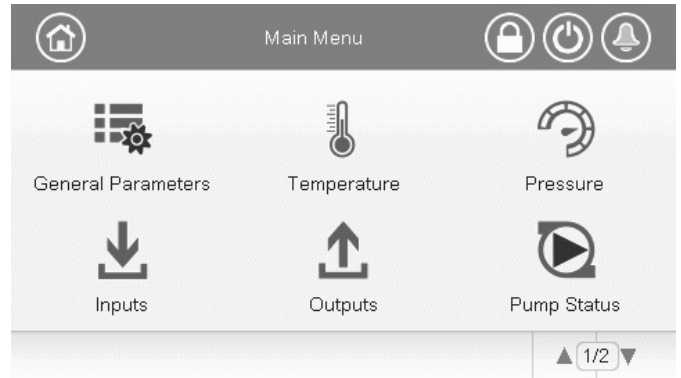 Main Menu
General Parameters
Temperature
Pressure
Inputs
Outputs
Pump Status
1/2